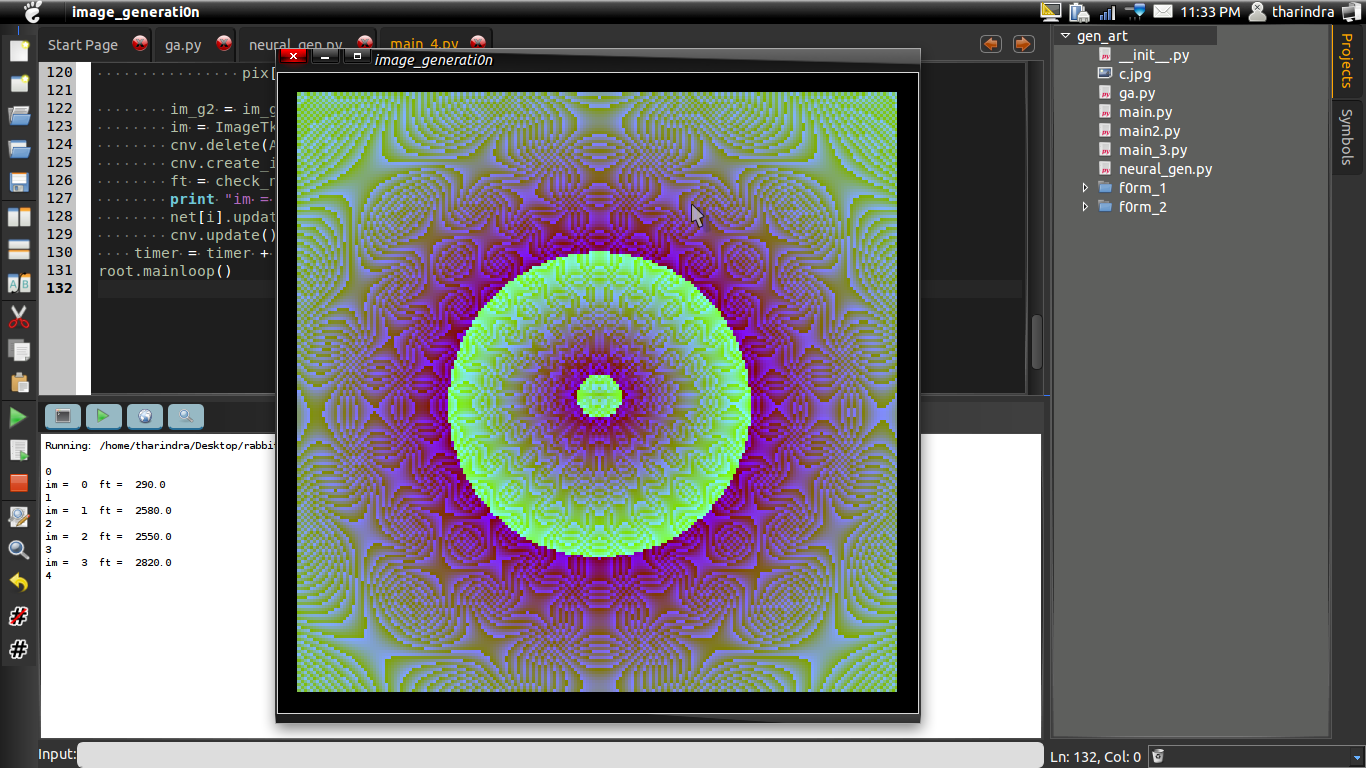 image_generati0n
11:33 PM tharindra
Start Page ga.py neural_gen.py main_4.py
image_generati0n
120 pix[
121
122 im_g2 = im_g
123 im = ImageTk
124 cnv.delete(A
125 cnv.create_i
126 ft = check_n
127 print "im =
128 net[i].updat
129 cnv.update()
130 timer = timer +
131 root.mainloop()
132
Running: /home/tharindra/Desktop/rabbi
0
im = 0 ft = 290.0
1
im = 1 ft = 2580.0
2
im = 2 ft = 2550.0
3
im = 3 ft = 2820.0
4
Input:
gen_art
__init__.py
c.jpg
ga.py
main.py
main2.py
main_3.py
neural_gen.py
f0rm_1
f0rm_2
Projects
Symbols
Ln: 132, Col: 0